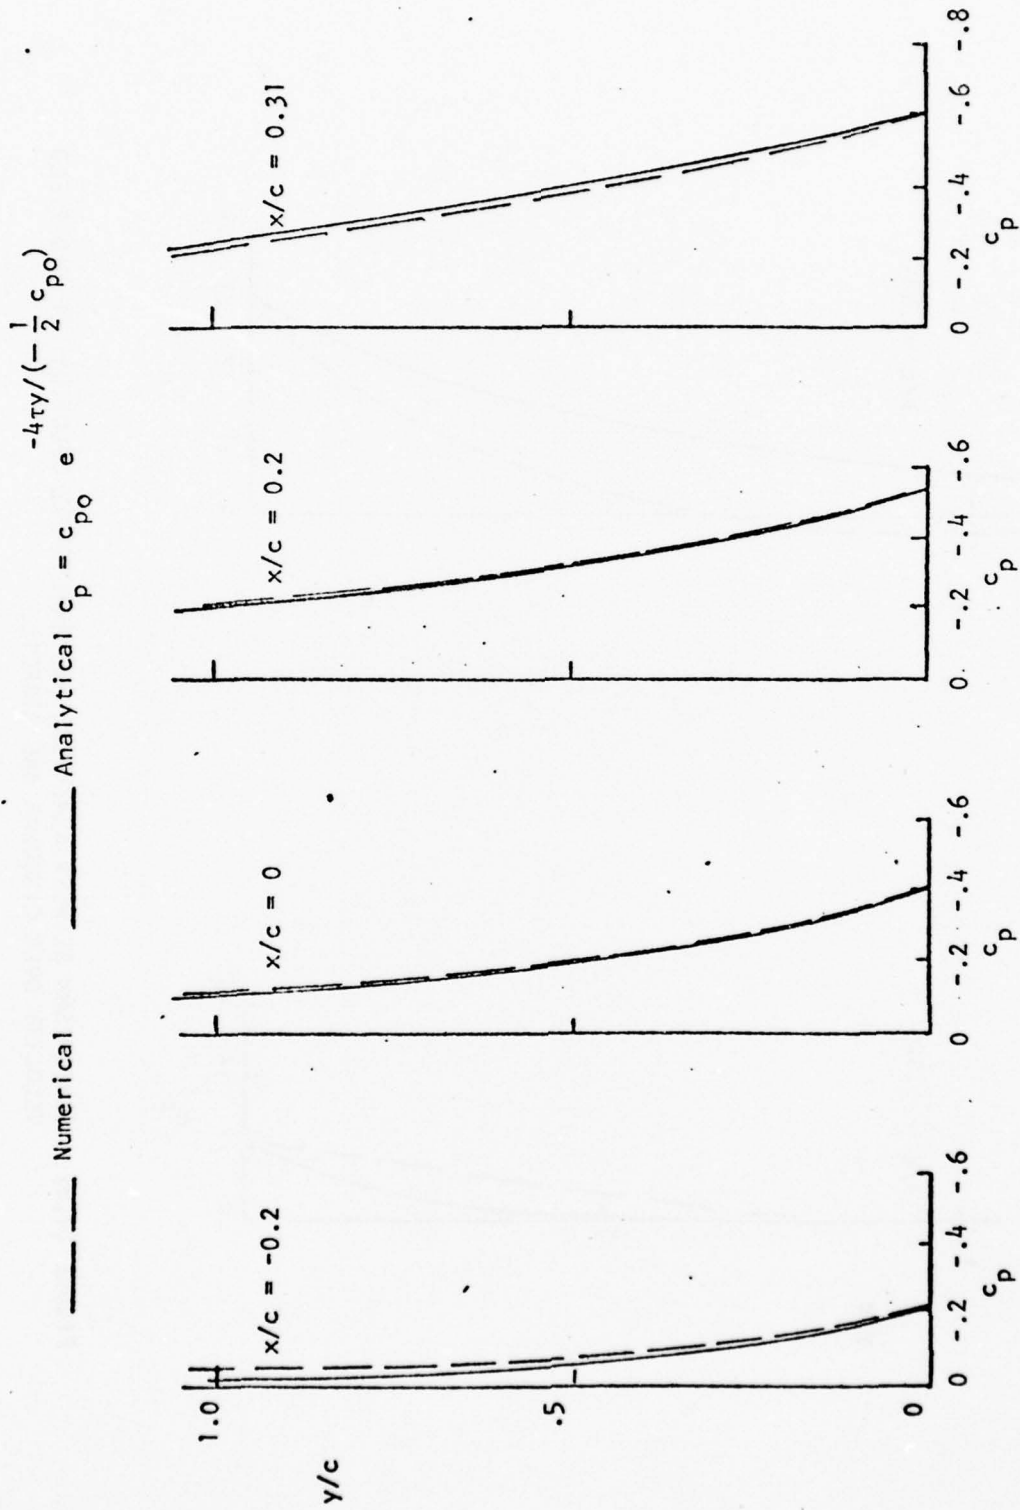 — — Numerical —— Analytical c_p = c_po e^-4τy/(-1/2 c_po)
x/c = -0.2
x/c = 0
x/c = 0.2
x/c = 0.31
y/c
1.0
.5
0
0 -.2 -.4 -.6
c_p
0 -.2 -.4 -.6
c_p
0. -.2 -.4 -.6
c_p
0 -.2 -.4 -.6 -.8
c_p